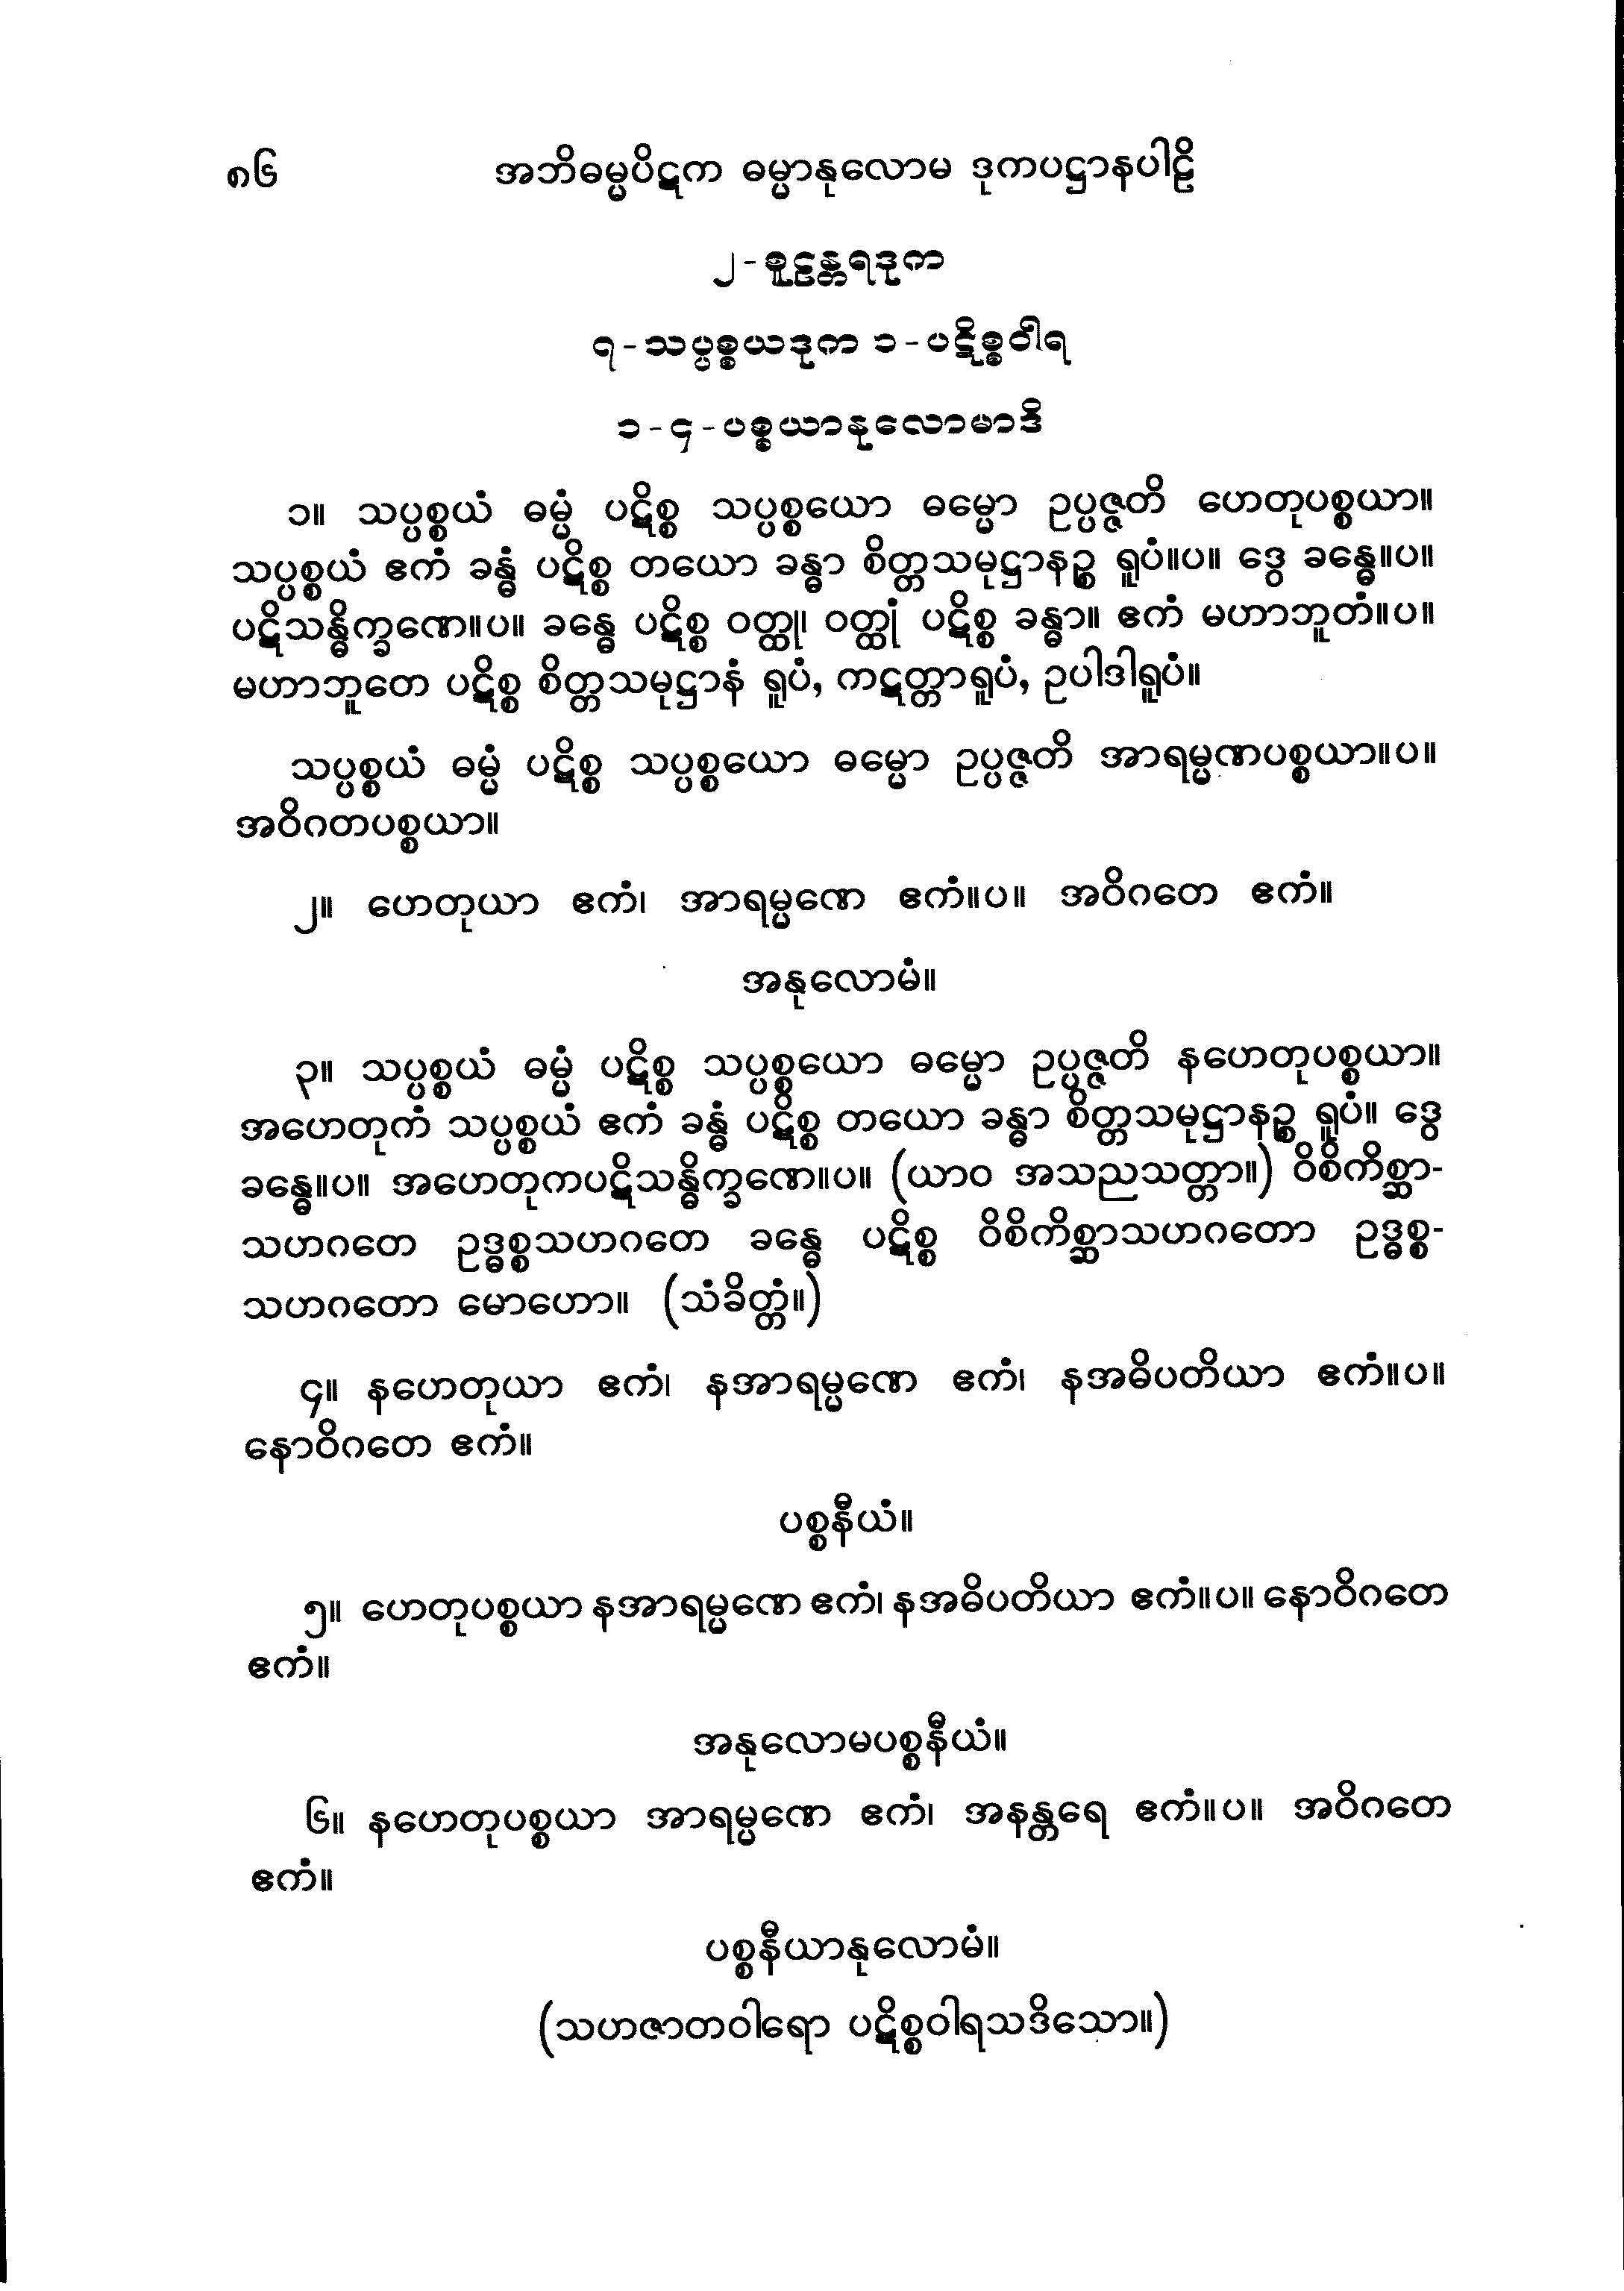 ၈၆ အဘိဓမ္မပိဋက ဓမ္မာနုလောမ ဒုကပဋ္ဌာနပါဠိ
၂-စူဠန္တရဒုက
၇-သပ္ပစ္စယဒုက ၁-ပဋိစ္စဝါရ
၁-၄-ပစ္စယာနုလောမာဒိ
၁။ သပ္ပစ္စယံ ဓမ္မံ ပဋိစ္စ သပ္ပစ္စယော ဓမ္မော ဥပ္ပဇ္ဇတိ ဟေတုပစ္စယာ။
သပ္ပစ္စယံ ဧကံ ခန္ဓံ ပဋိစ္စ တယော ခန္ဓာ စိတ္တသမုဋ္ဌာနဉ္စ ရူပံ။ပ။ ဒွေ ခန္ဓေ။ပ။
ပဋိသန္ဓိက္ခဏေ။ပ။ ခန္ဓေ ပဋိစ္စ ဝတ္ထု၊ ဝတ္ထုံ ပဋိစ္စ ခန္ဓာ။ ဧကံ မဟာဘူတံ။ပ။
မဟာဘူတေ ပဋိစ္စ စိတ္တသမုဋ္ဌာနံ ရူပံ, ကဋတ္တာရူပံ, ဥပါဒါရူပံ။
သပ္ပစ္စယံ ဓမ္မံ ပဋိစ္စ သပ္ပစ္စယော ဓမ္မော ဥပ္ပဇ္ဇတိ အာရမ္မဏပစ္စယာ။ပ။
အဝိဂတပစ္စယာ။
၂။ ဟေတုယာ ဧကံ၊ အာရမ္မဏေ ဧကံ။ပ။ အဝိဂတေ ဧကံ။
အနုလောမံ။
၃။ သပ္ပစ္စယံ ဓမ္မံ ပဋိစ္စ သပ္ပစ္စယော ဓမ္မော ဥပ္ပဇ္ဇတိ နဟေတုပစ္စယာ။
အဟေတုကံ သပ္ပစ္စယံ ဧကံ ခန္ဓံ ပဋိစ္စ တယော ခန္ဓာ စိတ္တသမုဋ္ဌာနဉ္စ ရူပံ။ ဒွေ
ခန္ဓေ။ပ။ အဟေတုကပဋိသန္ဓိက္ခဏေ။ပ။ (ယာဝ အသညသတ္တာ။) ဝိစိကိစ္ဆာ-
သဟဂတေ ဥဒ္ဓစ္စသဟဂတေ ခန္ဓေ ပဋိစ္စ ဝိစိကိစ္ဆာသဟဂတော ဥဒ္ဓစ္စ-
သဟဂတော မောဟော။ (သံခိတ္တံ။)
၄။ နဟေတုယာ ဧကံ၊ နအာရမ္မဏေ ဧကံ၊ နအဓိပတိယာ ဧကံ။ပ။
နောဝိဂတေ ဧကံ။
ပစ္စနီယံ။
၅။ ဟေတုပစ္စယာ နအာရမ္မဏေ ဧကံ၊ နအဓိပတိယာ ဧကံ။ပ။ နောဝိဂတေ
ဧကံ။
အနုလောမပစ္စနီယံ။
၆။ နဟေတုပစ္စယာ အာရမ္မဏေ ဧကံ၊ အနန္တရေ ဧကံ။ပ။ အဝိဂတေ
ဧကံ။
ပစ္စနီယာနုလောမံ။
(သဟဇာတဝါရော ပဋိစ္စဝါရသဒိသော။)